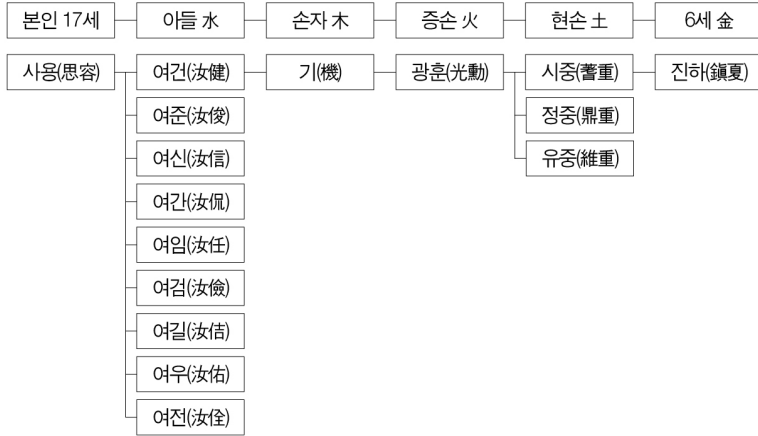 본인 17세 아들 水 손자 木 증손 火 현손 土 6세 金
사용(思容) 여건(汝健) 기(機) 광훈(光勳) 시중(蓍重) 진하(鎭夏)
여준(汝俊) 정중(鼎重)
여신(汝信) 유중(維重)
여간(汝侃)
여임(汝任)
여검(汝儉)
여길(汝佶)
여우(汝佑)
여전(汝佺)